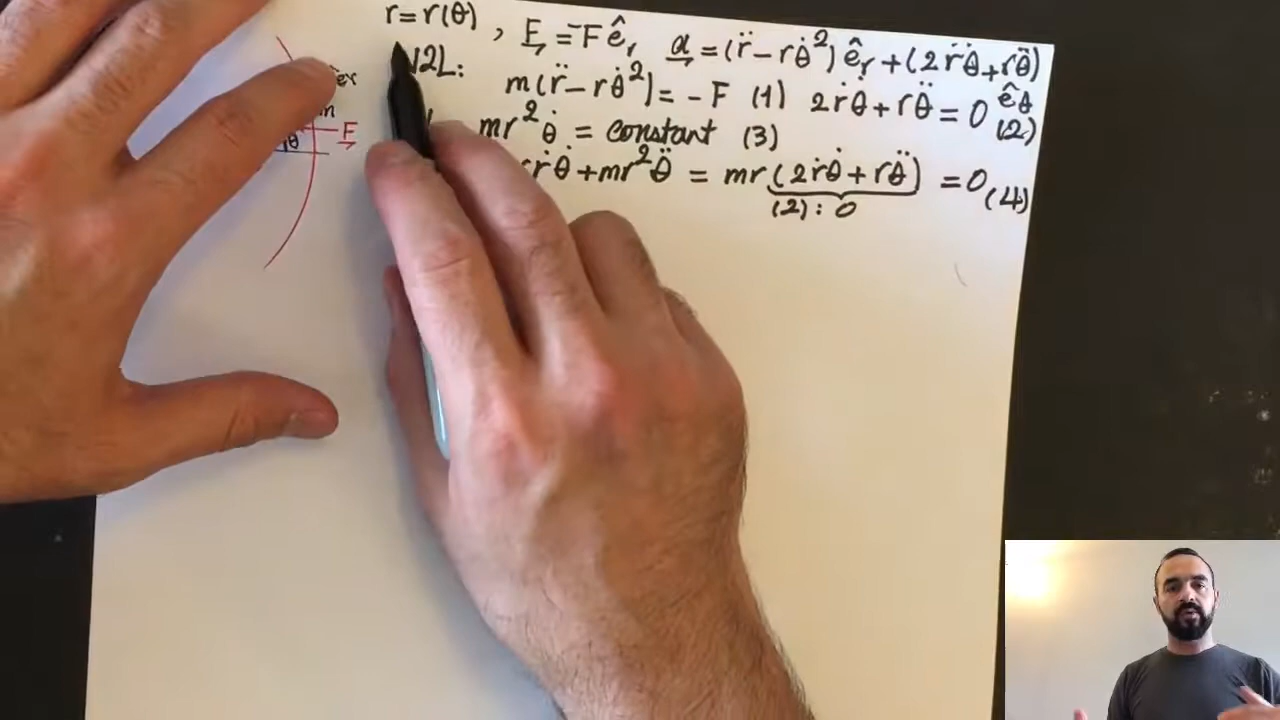 r = r(θ) , F = -F ê_r a = (r̈ - rθ̇²) ê_r + (2ṙθ̇ + rθ̈) ê_θ
N2L: m(r̈ - rθ̇²) = - F (1) 2ṙθ̇ + rθ̈ = 0 (2)
mr²θ̇ = constant (3)
ṙθ̇ + mr²θ̈ = mr(2ṙθ̇ + rθ̈) = 0 (4)
(2) : 0
êr
m
F
θ